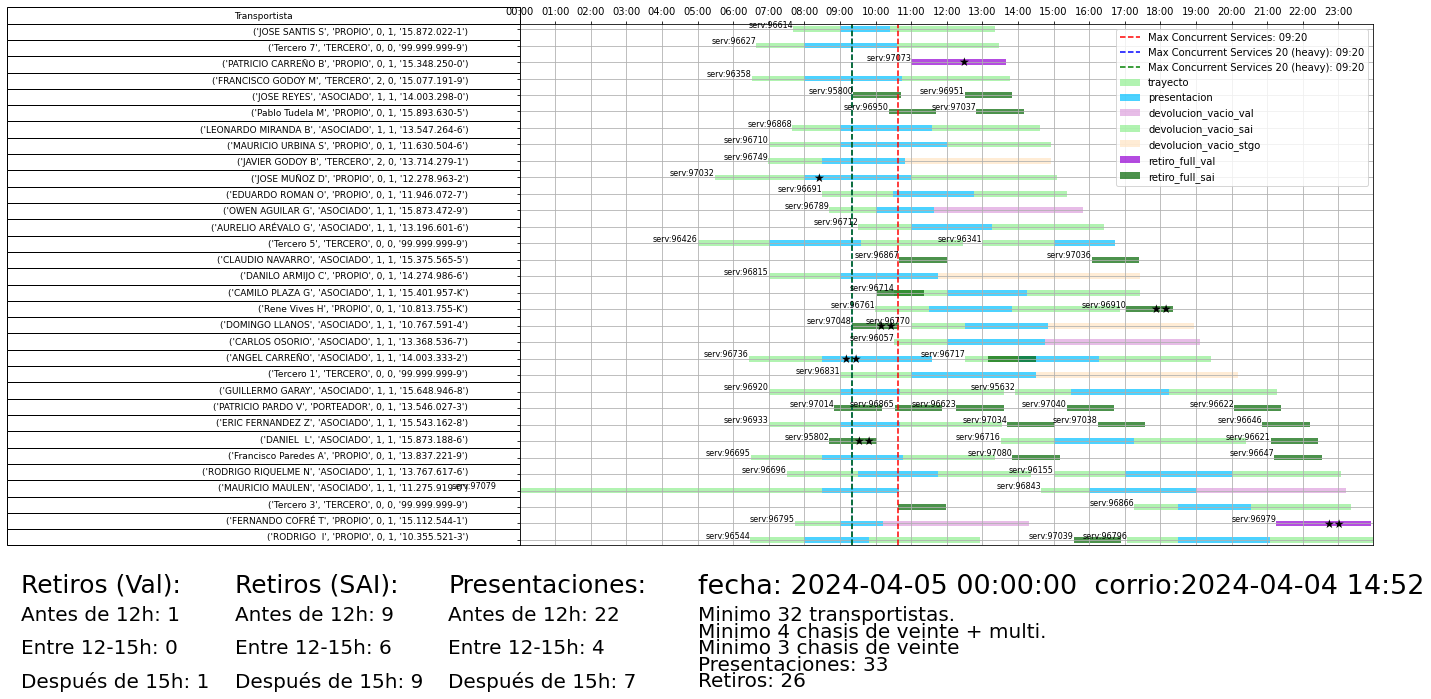 Transportista
00:00 01:00 02:00 03:00 04:00 05:00 06:00 07:00 08:00 09:00 10:00 11:00 12:00 13:00 14:00 15:00 16:00 17:00 18:00 19:00 20:00 21:00 22:00 23:00
('JOSE SANTIS S', 'PROPIO', 0, 1, '15.872.022-1') serv:96614
('Tercero 7', 'TERCERO', 0, 0, '99.999.999-9') serv:96627
('PATRICIO CARREÑO B', 'PROPIO', 0, 1, '15.348.250-0') serv:97073
('FRANCISCO GODOY M', 'TERCERO', 2, 0, '15.077.191-9') serv:96358
('JOSE REYES', 'ASOCIADO', 1, 1, '14.003.298-0') serv:95800 serv:96951
('Pablo Tudela M', 'PROPIO', 0, 1, '15.893.630-5') serv:96950 serv:97037
('LEONARDO MIRANDA B', 'ASOCIADO', 1, 1, '13.547.264-6') serv:96868
('MAURICIO URBINA S', 'PROPIO', 0, 1, '11.630.504-6') serv:96710
('JAVIER GODOY B', 'TERCERO', 2, 0, '13.714.279-1') serv:96749
('JOSE MUÑOZ D', 'PROPIO', 0, 1, '12.278.963-2') serv:97032
('EDUARDO ROMAN O', 'PROPIO', 0, 1, '11.946.072-7') serv:96691
('OWEN AGUILAR G', 'ASOCIADO', 1, 1, '15.873.472-9') serv:96789
('AURELIO ARÉVALO G', 'ASOCIADO', 1, 1, '13.196.601-6') serv:96712
('Tercero 5', 'TERCERO', 0, 0, '99.999.999-9') serv:96426 serv:96341
('CLAUDIO NAVARRO', 'ASOCIADO', 1, 1, '15.375.565-5') serv:96867 serv:97036
('DANILO ARMIJO C', 'PROPIO', 0, 1, '14.274.986-6') serv:96815
('CAMILO PLAZA G', 'ASOCIADO', 1, 1, '15.401.957-K') serv:96714
('Rene Vives H', 'PROPIO', 0, 1, '10.813.755-K') serv:96761 serv:96910
('DOMINGO LLANOS', 'ASOCIADO', 1, 1, '10.767.591-4') serv:97048 serv:96770
('CARLOS OSORIO', 'ASOCIADO', 1, 1, '13.368.536-7') serv:96057
('ANGEL CARREÑO', 'ASOCIADO', 1, 1, '14.003.333-2') serv:96736 serv:96717
('Tercero 1', 'TERCERO', 0, 0, '99.999.999-9') serv:96831
('GUILLERMO GARAY', 'ASOCIADO', 1, 1, '15.648.946-8') serv:96920 serv:95632
('PATRICIO PARDO V', 'PORTEADOR', 0, 1, '13.546.027-3') serv:97014 serv:96865 serv:96623 serv:97040 serv:96622
('ERIC FERNANDEZ Z', 'ASOCIADO', 1, 1, '15.543.162-8') serv:96933 serv:97034 serv:97038 serv:96646
('DANIEL  L', 'ASOCIADO', 1, 1, '15.873.188-6') serv:95802 serv:96716 serv:96621
('Francisco Paredes A', 'PROPIO', 0, 1, '13.837.221-9') serv:96695 serv:97080 serv:96647
('RODRIGO RIQUELME N', 'ASOCIADO', 1, 1, '13.767.617-6') serv:96696 serv:96155
('MAURICIO MAULEN', 'ASOCIADO', 1, 1, '11.275.919-0') serv:97079 serv:96843
('Tercero 3', 'TERCERO', 0, 0, '99.999.999-9') serv:96866
('FERNANDO COFRÉ T', 'PROPIO', 0, 1, '15.112.544-1') serv:96795 serv:96979
('RODRIGO  I', 'PROPIO', 0, 1, '10.355.521-3') serv:96544 serv:97039 serv:96796
Max Concurrent Services: 09:20
Max Concurrent Services 20 (heavy): 09:20
Max Concurrent Services 20 (heavy): 09:20
trayecto
presentacion
devolucion_vacio_val
devolucion_vacio_sai
devolucion_vacio_stgo
retiro_full_val
retiro_full_sai
Retiros (Val):
Antes de 12h: 1
Entre 12-15h: 0
Después de 15h: 1
Retiros (SAI):
Antes de 12h: 9
Entre 12-15h: 6
Después de 15h: 9
Presentaciones:
Antes de 12h: 22
Entre 12-15h: 4
Después de 15h: 7
fecha: 2024-04-05 00:00:00  corrio:2024-04-04 14:52
Minimo 32 transportistas.
Minimo 4 chasis de veinte + multi.
Minimo 3 chasis de veinte
Presentaciones: 33
Retiros: 26